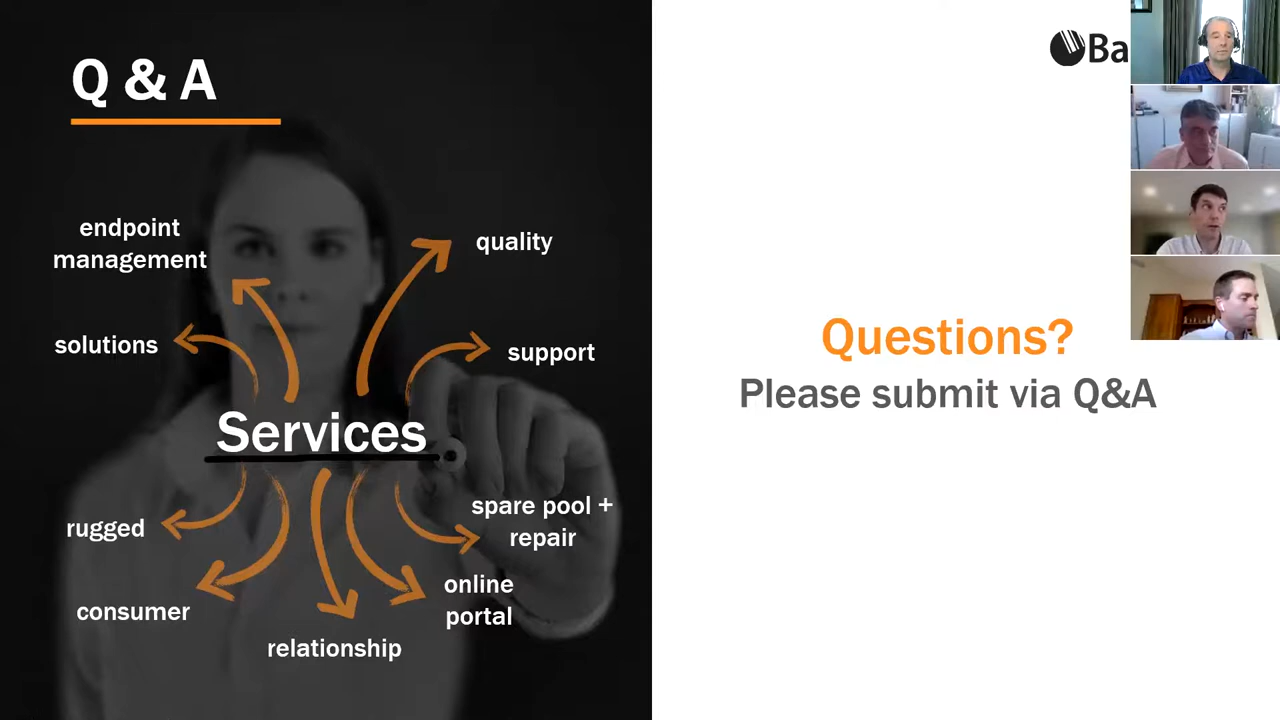 Q & A
Ba
endpoint
management
quality
solutions
support
Services
rugged
spare pool +
repair
consumer
online
portal
relationship
Questions?
Please submit via Q&A